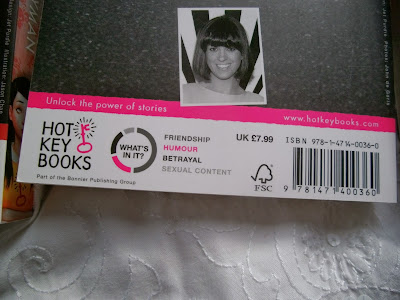 Unlock the power of stories
www.hotkeybooks.com
HOT
KEY
BOOKS
Part of the Bonnier Publishing Group
WHAT'S
IN IT?
FRIENDSHIP
HUMOUR
BETRAYAL
SEXUAL CONTENT
UK £7.99
FSC
ISBN 978-1-4714-0036-0
9 781471 400360